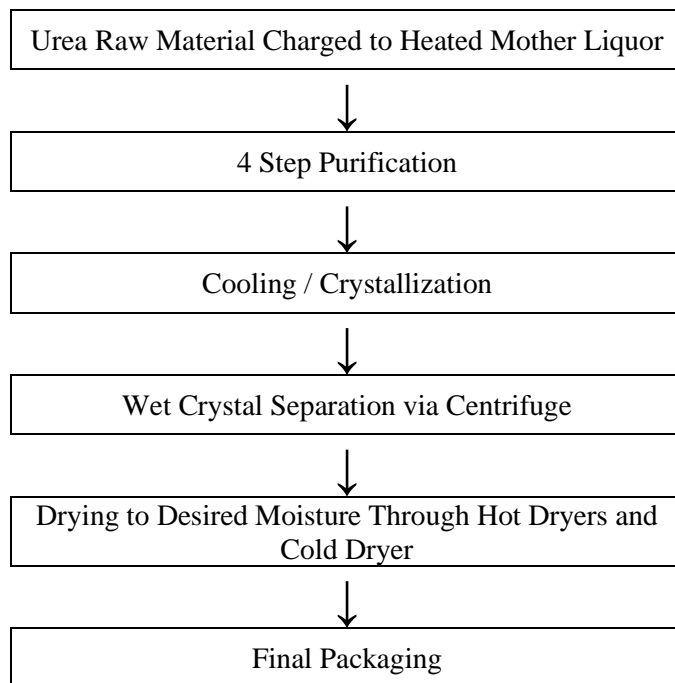 Urea Raw Material Charged to Heated Mother Liquor
4 Step Purification
Cooling / Crystallization
Wet Crystal Separation via Centrifuge
Drying to Desired Moisture Through Hot Dryers and
Cold Dryer
Final Packaging